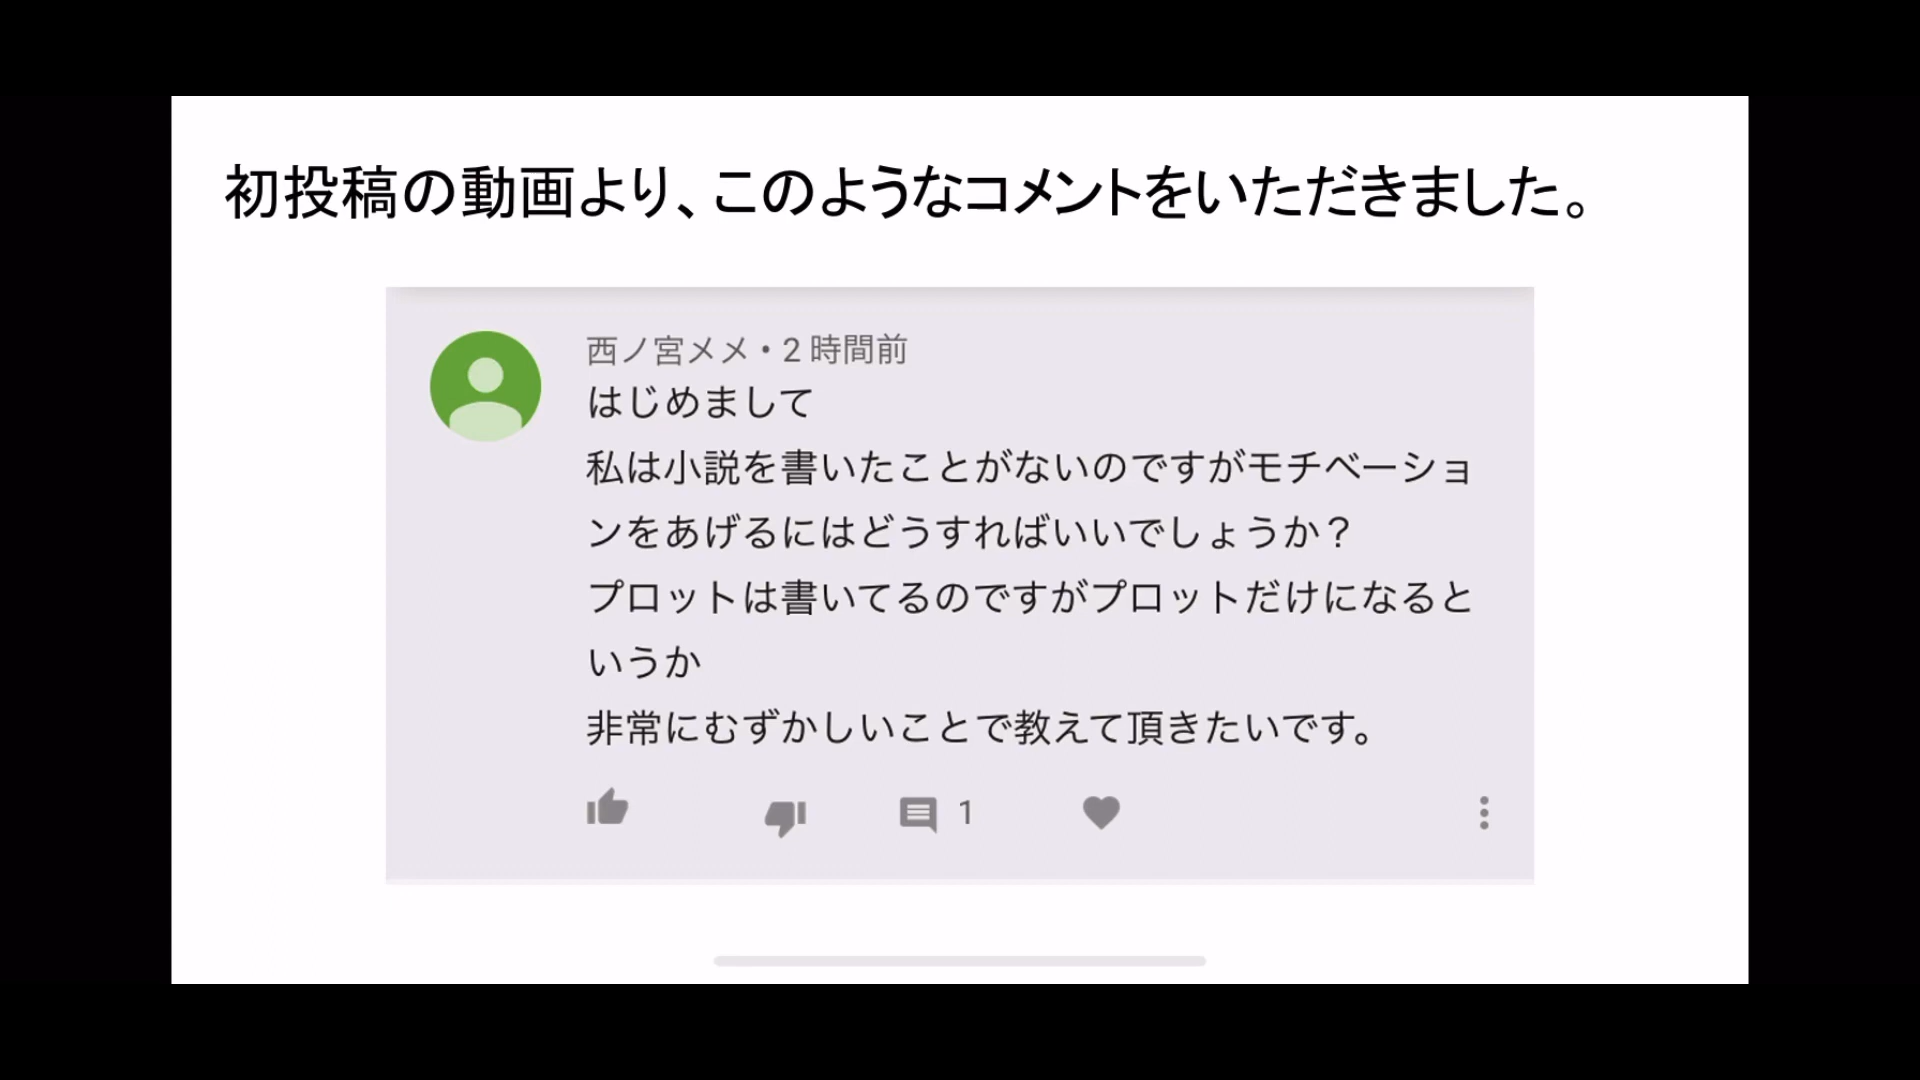 初投稿の動画より、このようなコメントをいただきました。
西ノ宮メメ・2 時間前
はじめまして
私は小説を書いたことがないのですがモチベーショ
ンをあげるにはどうすればいいでしょうか？
プロットは書いてるのですがプロットだけになると
いうか
非常にむずかしいことで教えて頂きたいです。
1